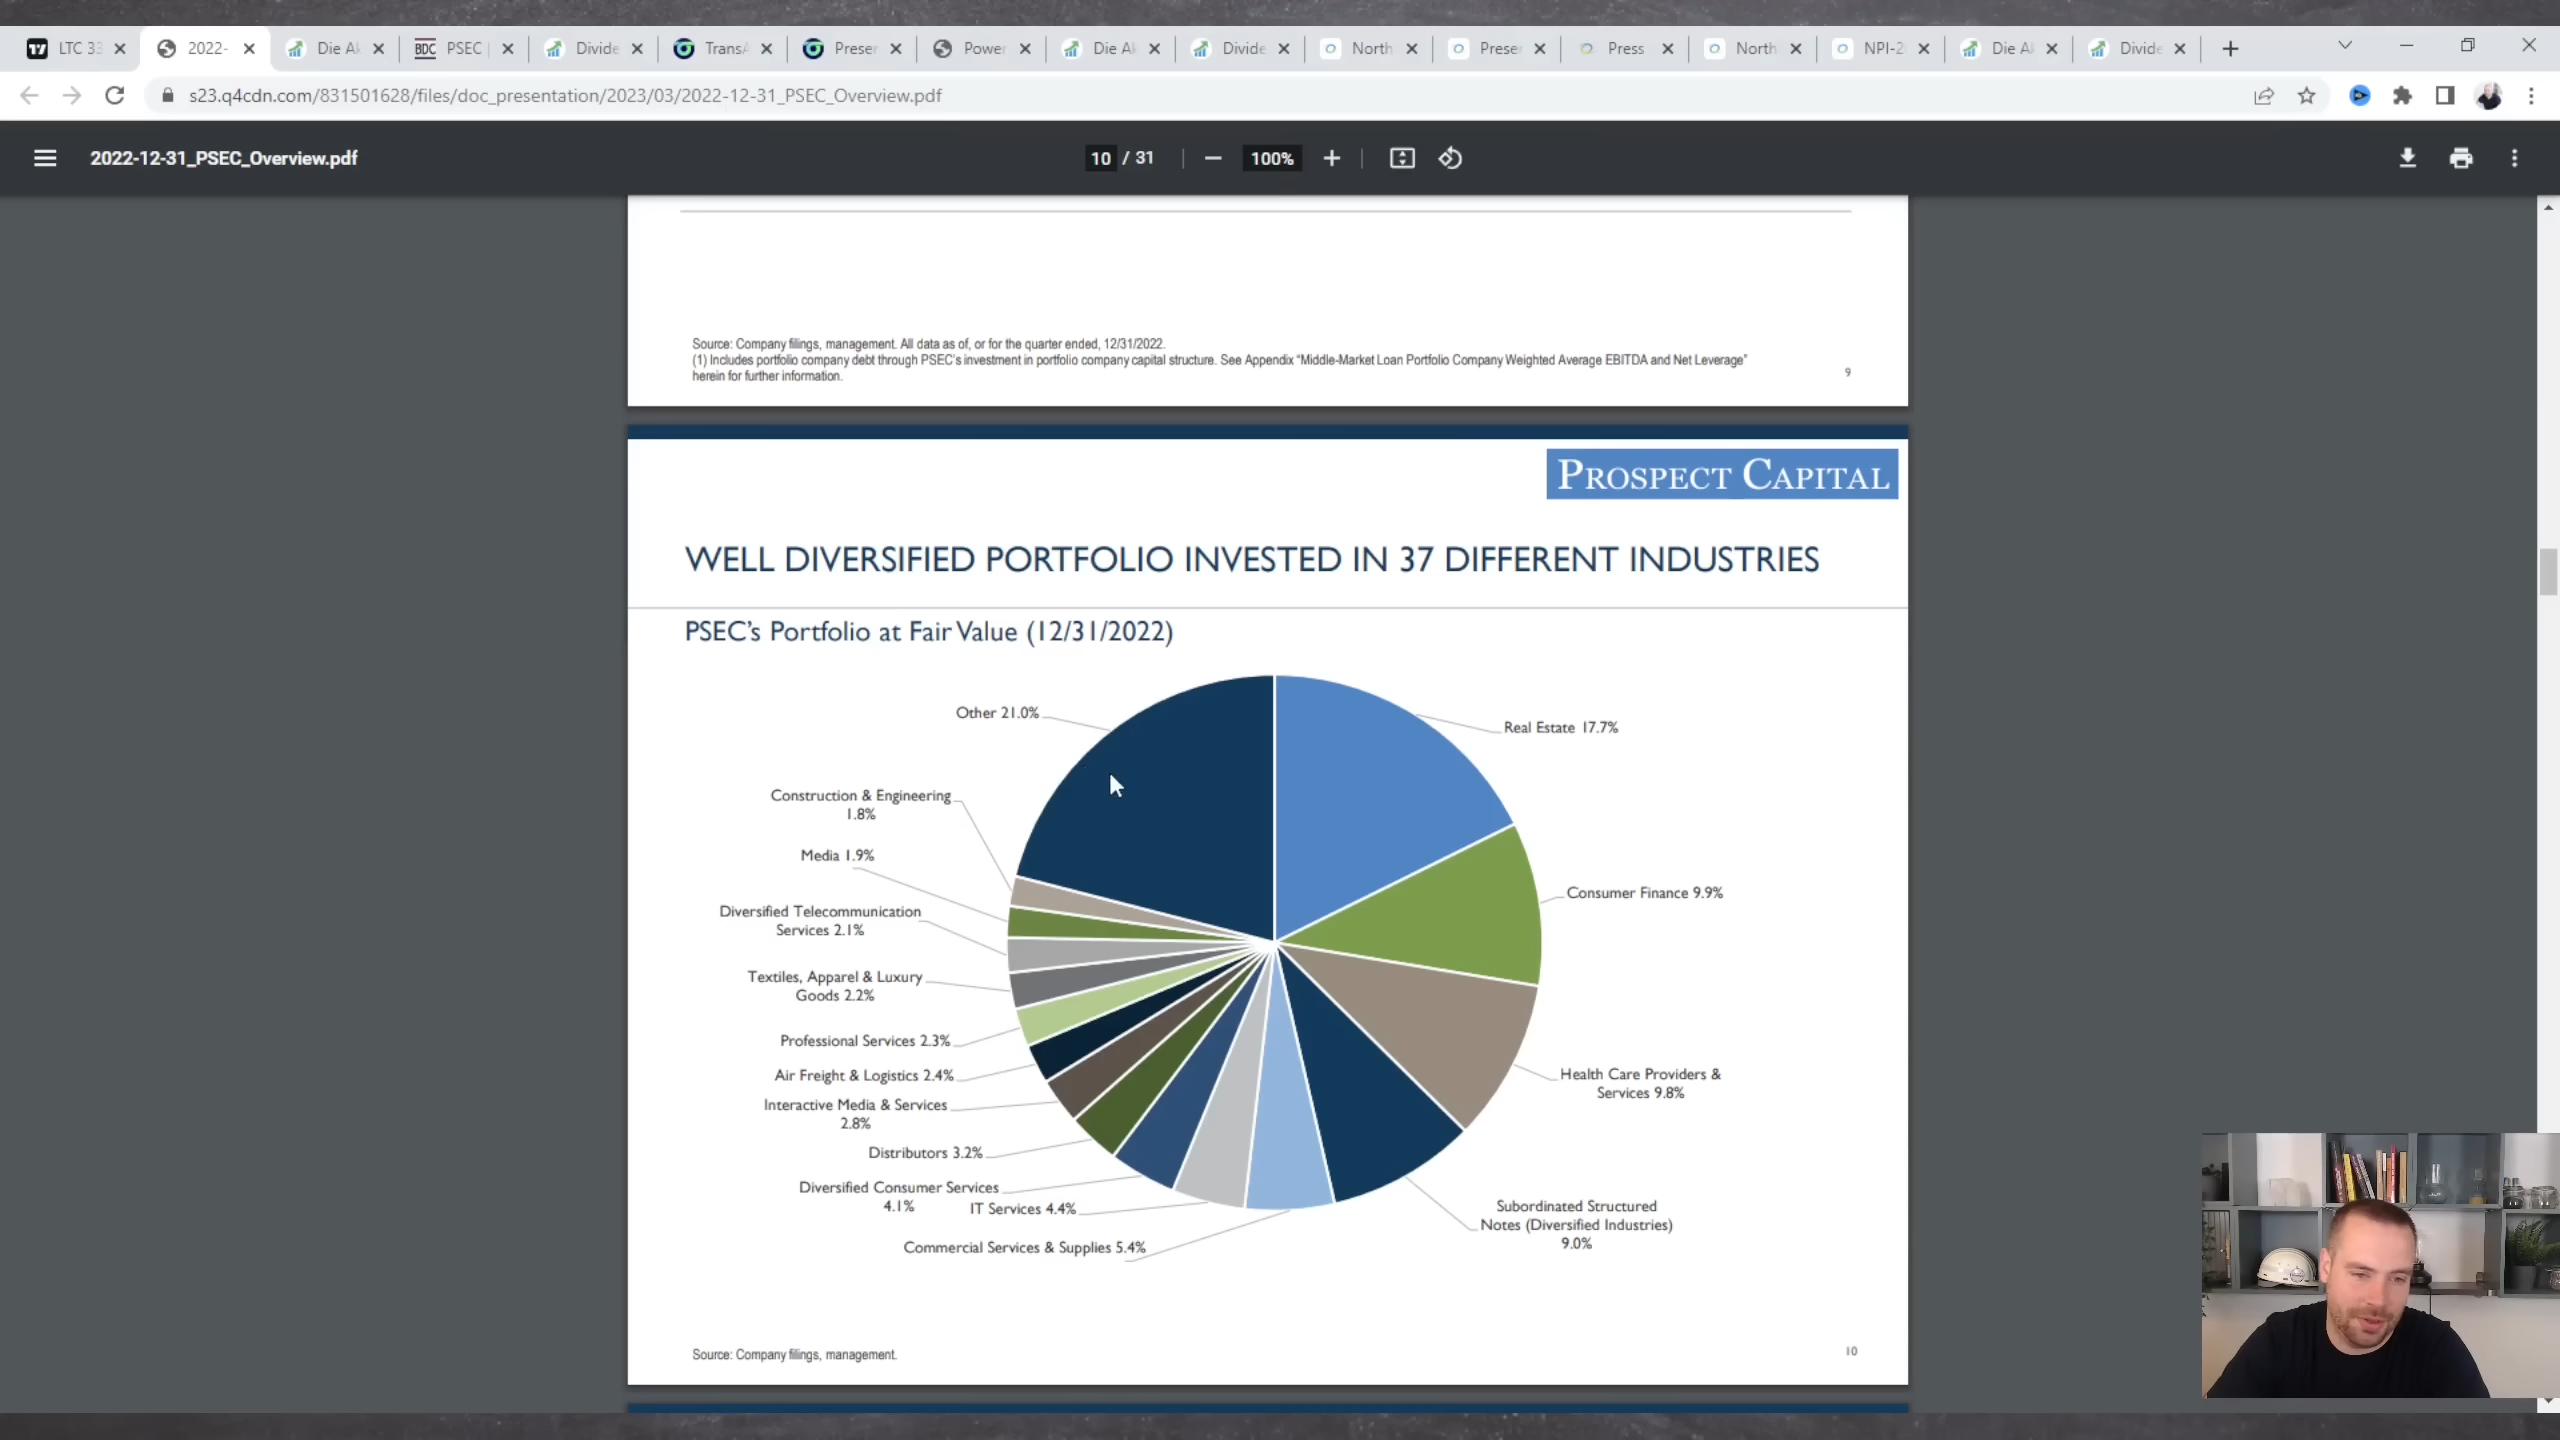 LTC 33
2022-
Die Ak
BDC PSEC |
Divide
TransA
Preser
Power
Die Ak
Divide
North
Preser
Press
North
NPI-2
Die Ak
Divide
s23.q4cdn.com/831501628/files/doc_presentation/2023/03/2022-12-31_PSEC_Overview.pdf
2022-12-31_PSEC_Overview.pdf
10 / 31
100%
Source: Company filings, management. All data as of, or for the quarter ended, 12/31/2022.
(1) Includes portfolio company debt through PSEC's investment in portfolio company capital structure. See Appendix "Middle-Market Loan Portfolio Company Weighted Average EBITDA and Net Leverage"
herein for further information.
9
PROSPECT CAPITAL
WELL DIVERSIFIED PORTFOLIO INVESTED IN 37 DIFFERENT INDUSTRIES
PSEC's Portfolio at Fair Value (12/31/2022)
Other 21.0%
Real Estate 17.7%
Construction & Engineering
1.8%
Media 1.9%
Consumer Finance 9.9%
Diversified Telecommunication
Services 2.1%
Textiles, Apparel & Luxury
Goods 2.2%
Professional Services 2.3%
Air Freight & Logistics 2.4%
Health Care Providers &
Services 9.8%
Interactive Media & Services
2.8%
Distributors 3.2%
Diversified Consumer Services
4.1%
IT Services 4.4%
Subordinated Structured
Notes (Diversified Industries)
9.0%
Commercial Services & Supplies 5.4%
Source: Company filings, management.
10